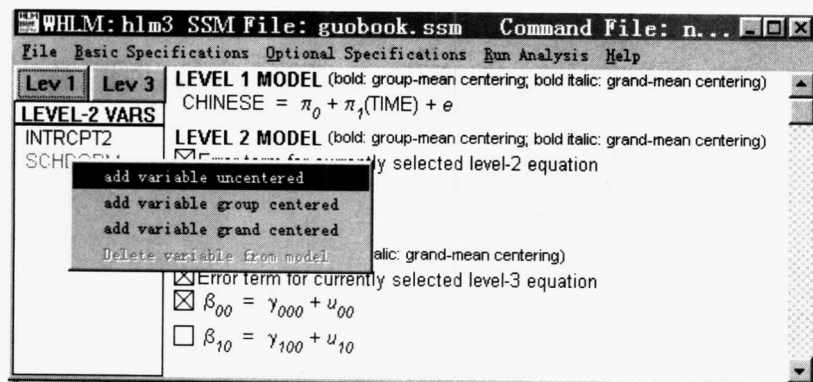 WHLM: hlm3 SSM File: guobook.ssm Command File: n...
File Basic Specifications Optional Specifications Run Analysis Help
Lev 1 Lev 3
LEVEL-2 VARS
INTRCPT2
LEVEL 1 MODEL (bold: group-mean centering; bold italic: grand-mean centering)
CHINESE = π₀ + π₁(TIME) + e
LEVEL 2 MODEL (bold: group-mean centering; bold italic: grand-mean centering)
Error term for currently selected level-2 equation
add variable uncentered
add variable group centered
add variable grand centered
Delete variable from model
alic: grand-mean centering)
Error term for currently selected level-3 equation
β₀₀ = γ₀₀₀ + u₀₀
β₁₀ = γ₁₀₀ + u₁₀